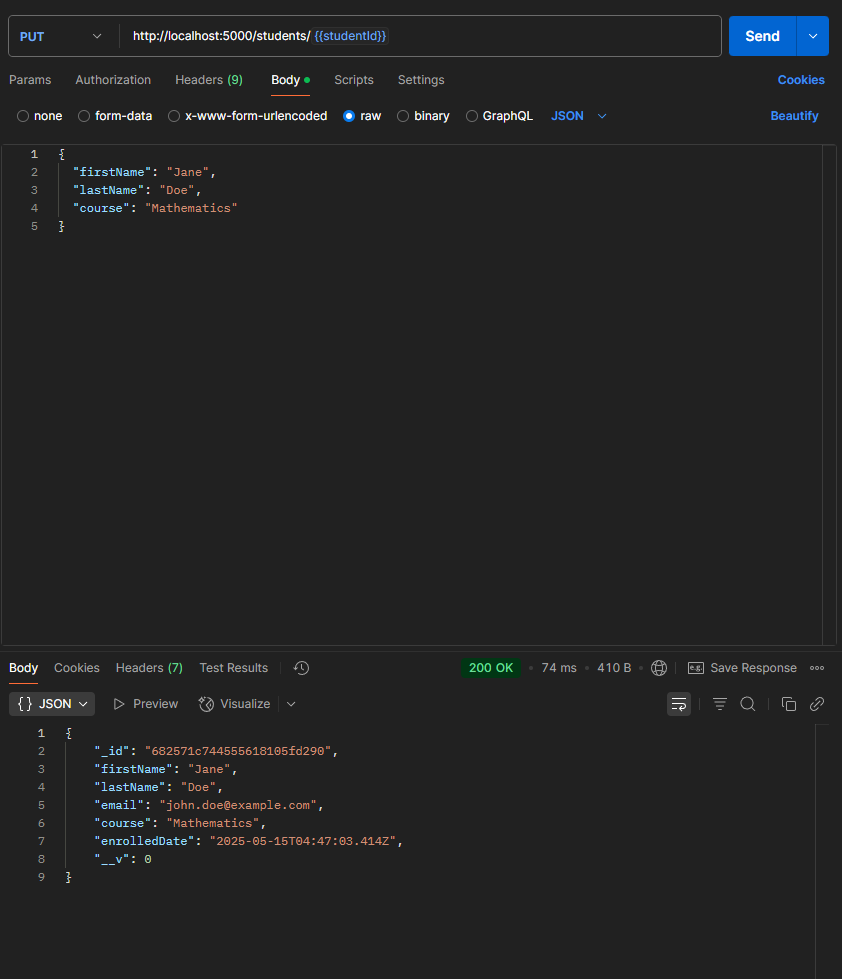 PUT http://localhost:5000/students/ {{studentId}} Send
Params Authorization Headers (9) Body Scripts Settings Cookies
none form-data x-www-form-urlencoded raw binary GraphQL JSON Beautify
1 {
2 "firstName": "Jane",
3 "lastName": "Doe",
4 "course": "Mathematics"
5 }
Body Cookies Headers (7) Test Results 200 OK 74 ms 410 B e.g. Save Response
{} JSON Preview Visualize
1 {
2 "_id": "682571c744555618105fd290",
3 "firstName": "Jane",
4 "lastName": "Doe",
5 "email": "john.doe@example.com",
6 "course": "Mathematics",
7 "enrolledDate": "2025-05-15T04:47:03.414Z",
8 "__v": 0
9 }